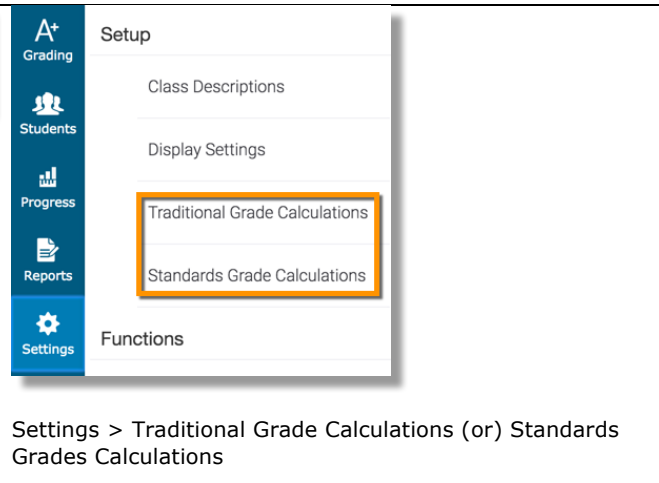 A+
Grading
Students
Progress
Reports
Settings
Setup
Class Descriptions
Display Settings
Traditional Grade Calculations
Standards Grade Calculations
Functions
Settings > Traditional Grade Calculations (or) Standards
Grades Calculations